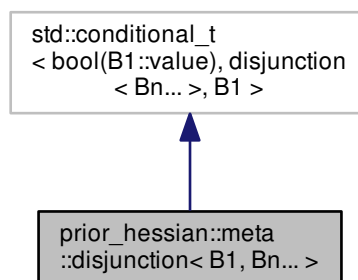 std::conditional_t
< bool(B1::value), disjunction
< Bn... >, B1 >
prior_hessian::meta
::disjunction< B1, Bn... >